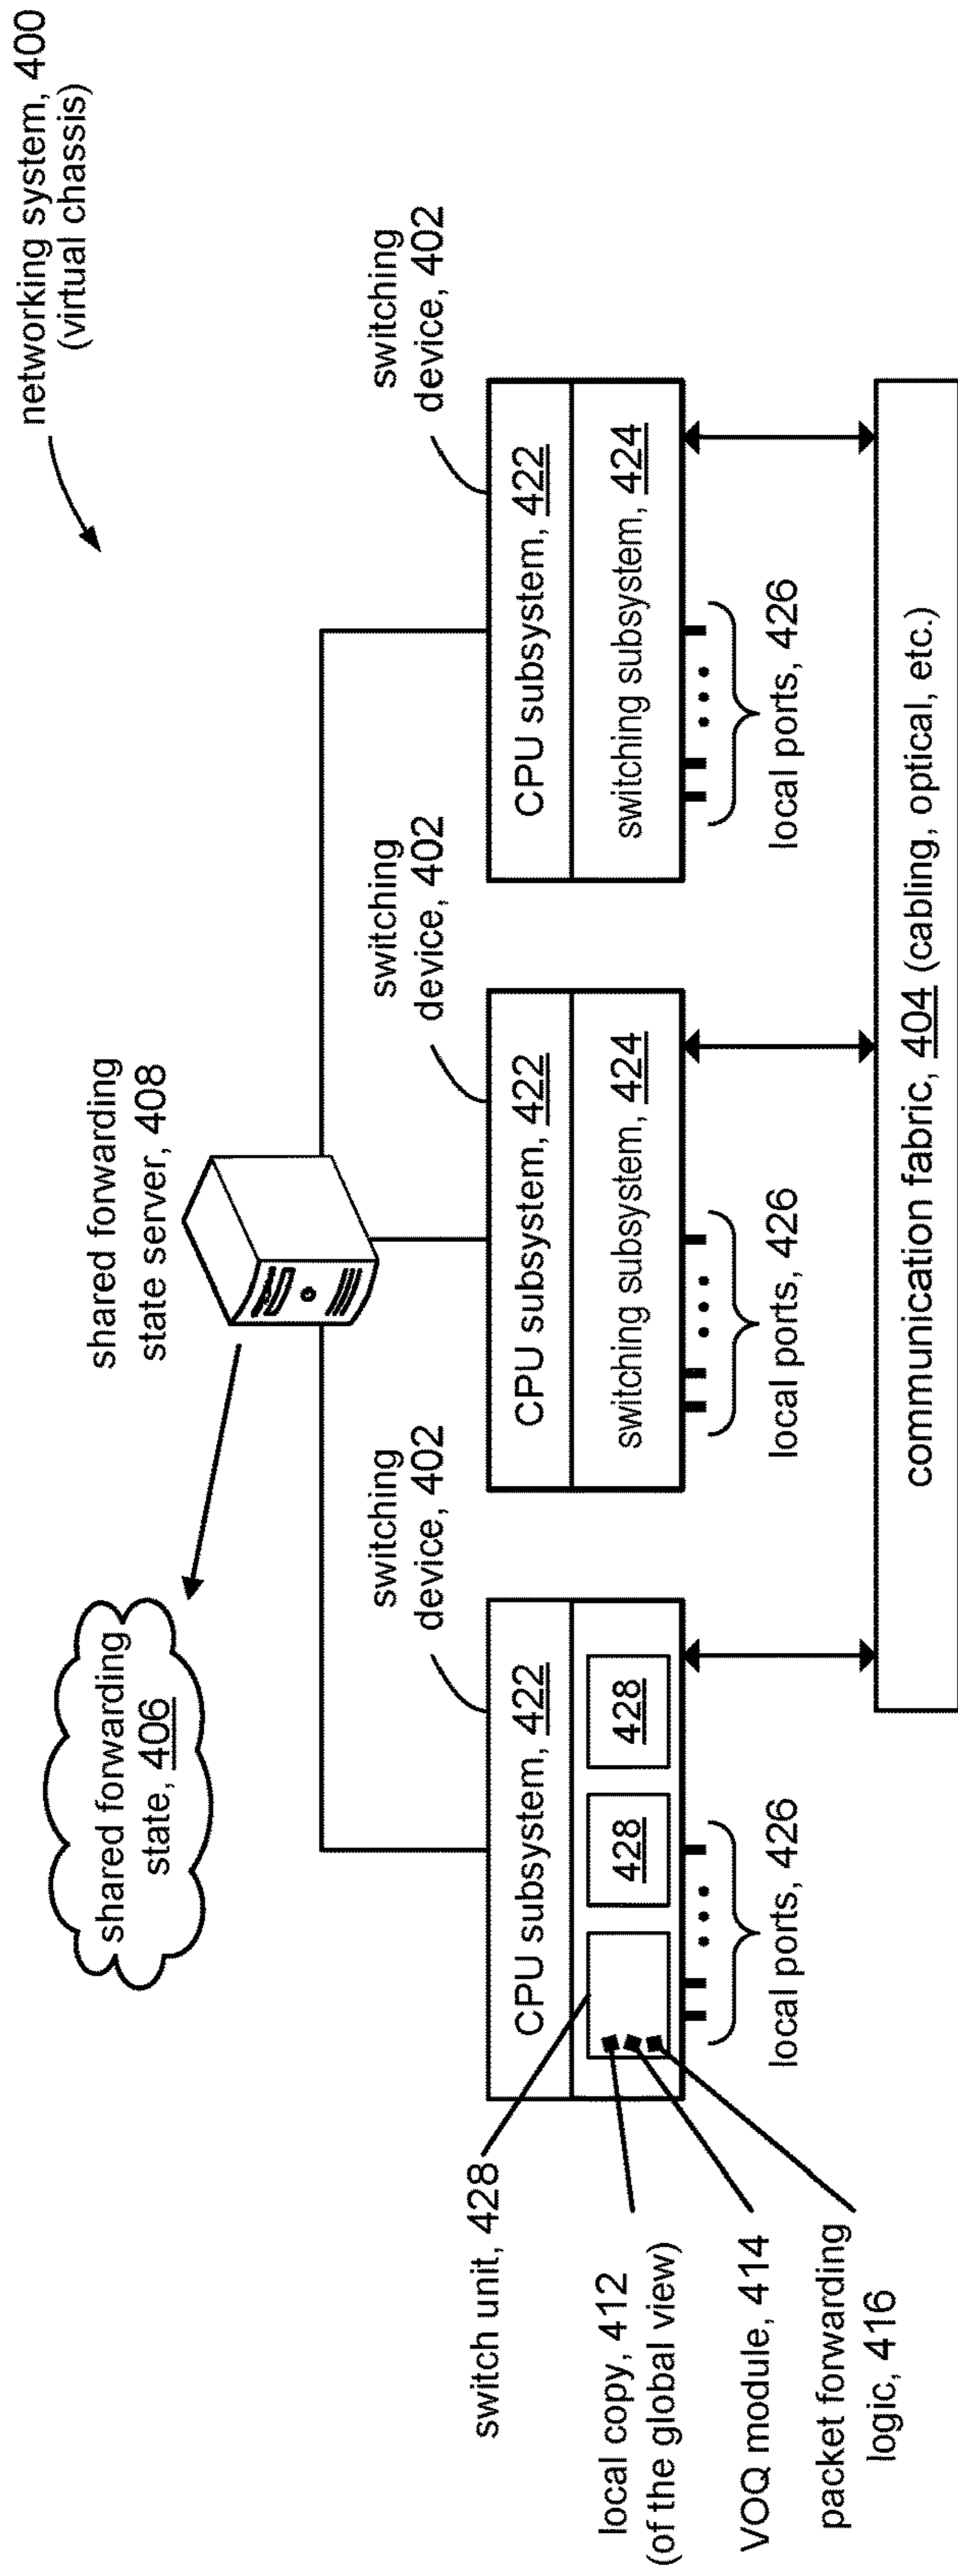 networking system, 400
(virtual chassis)
shared forwarding
state server, 408
shared forwarding
state, 406
switching
device, 402
switching
device, 402
switching
device, 402
CPU subsystem, 422
CPU subsystem, 422
CPU subsystem, 422
428
428
switching subsystem, 424
switching subsystem, 424
switch unit, 428
local copy, 412
(of the global view)
VOQ module, 414
packet forwarding
logic, 416
local ports, 426
local ports, 426
local ports, 426
communication fabric, 404 (cabling, optical, etc.)